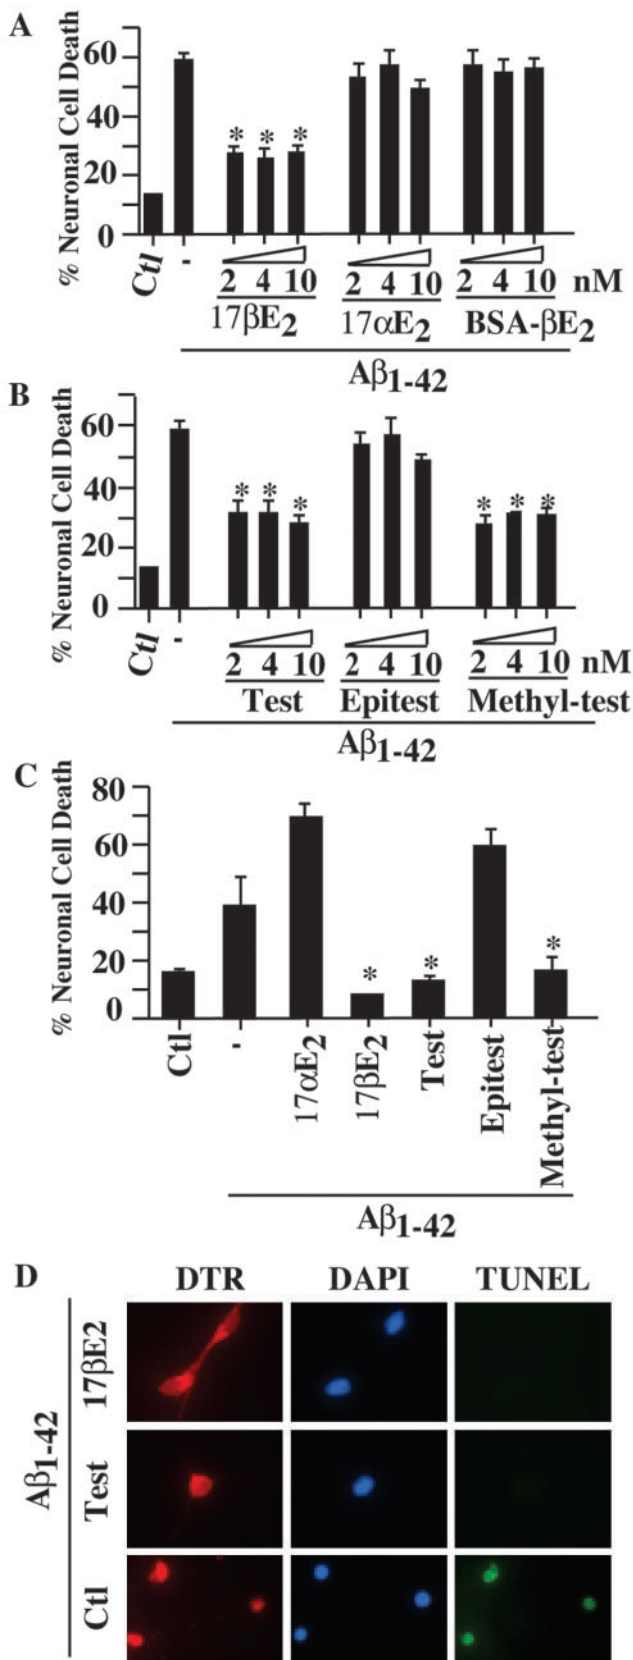 A
% Neuronal Cell Death
60
40
20
0
* * *
Ctl - 2 4 10 2 4 10 2 4 10 nM
17βE2 17αE2 BSA-βE2
Aβ1-42
B
% Neuronal Cell Death
60
40
20
0
* * * * * *
Ctl - 2 4 10 2 4 10 2 4 10 nM
Test Epitest Methyl-test
Aβ1-42
C
% Neuronal Cell Death
80
60
40
20
0
* * *
Ctl - 17αE2 17βE2 Test Epitest Methyl-test
Aβ1-42
D
DTR DAPI TUNEL
Aβ1-42
17βE2
Test
Ctl